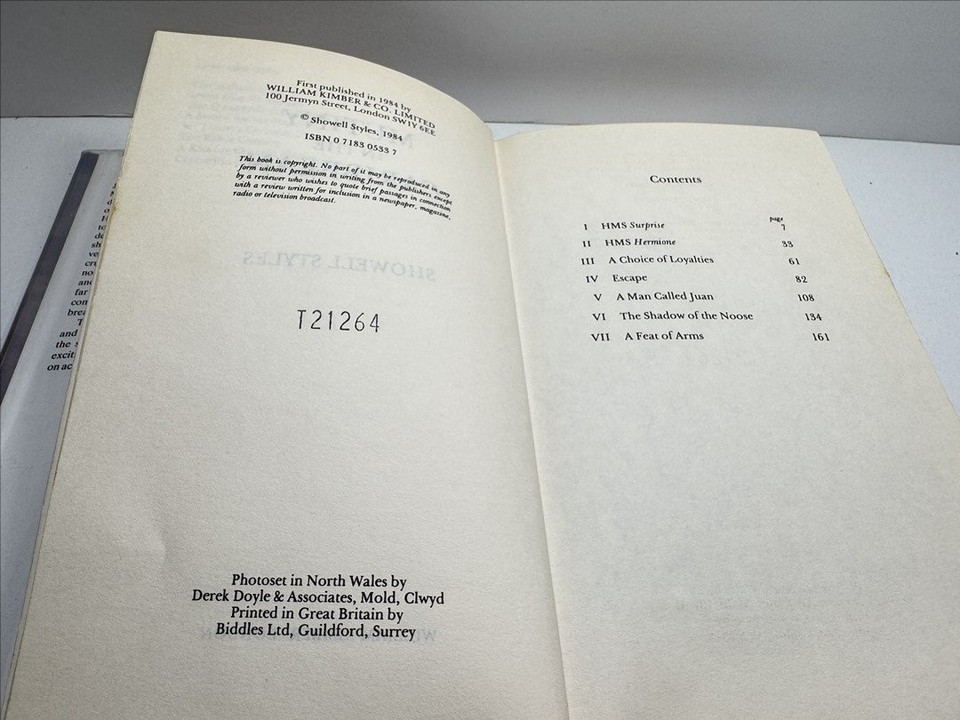 First published in 1984 by
WILLIAM KIMBER & CO. LIMITED
100 Jermyn Street, London SW1Y 6EE
© Showell Styles, 1984
ISBN 0 7183 0533 7
This book is copyright. No part of it may be reproduced in any
form without permission in writing from the publishers except
by a reviewer who wishes to quote brief passages in connection
with a review written for inclusion in a newspaper, magazine,
radio or television broadcast.
SHOWELL STYLES
T21264
Photoset in North Wales by
Derek Doyle & Associates, Mold, Clwyd
Printed in Great Britain by
Biddles Ltd, Guildford, Surrey
Contents
page
I HMS Surprise 7
II HMS Hermione 33
III A Choice of Loyalties 61
IV Escape 82
V A Man Called Juan 108
VI The Shadow of the Noose 134
VII A Feat of Arms 161